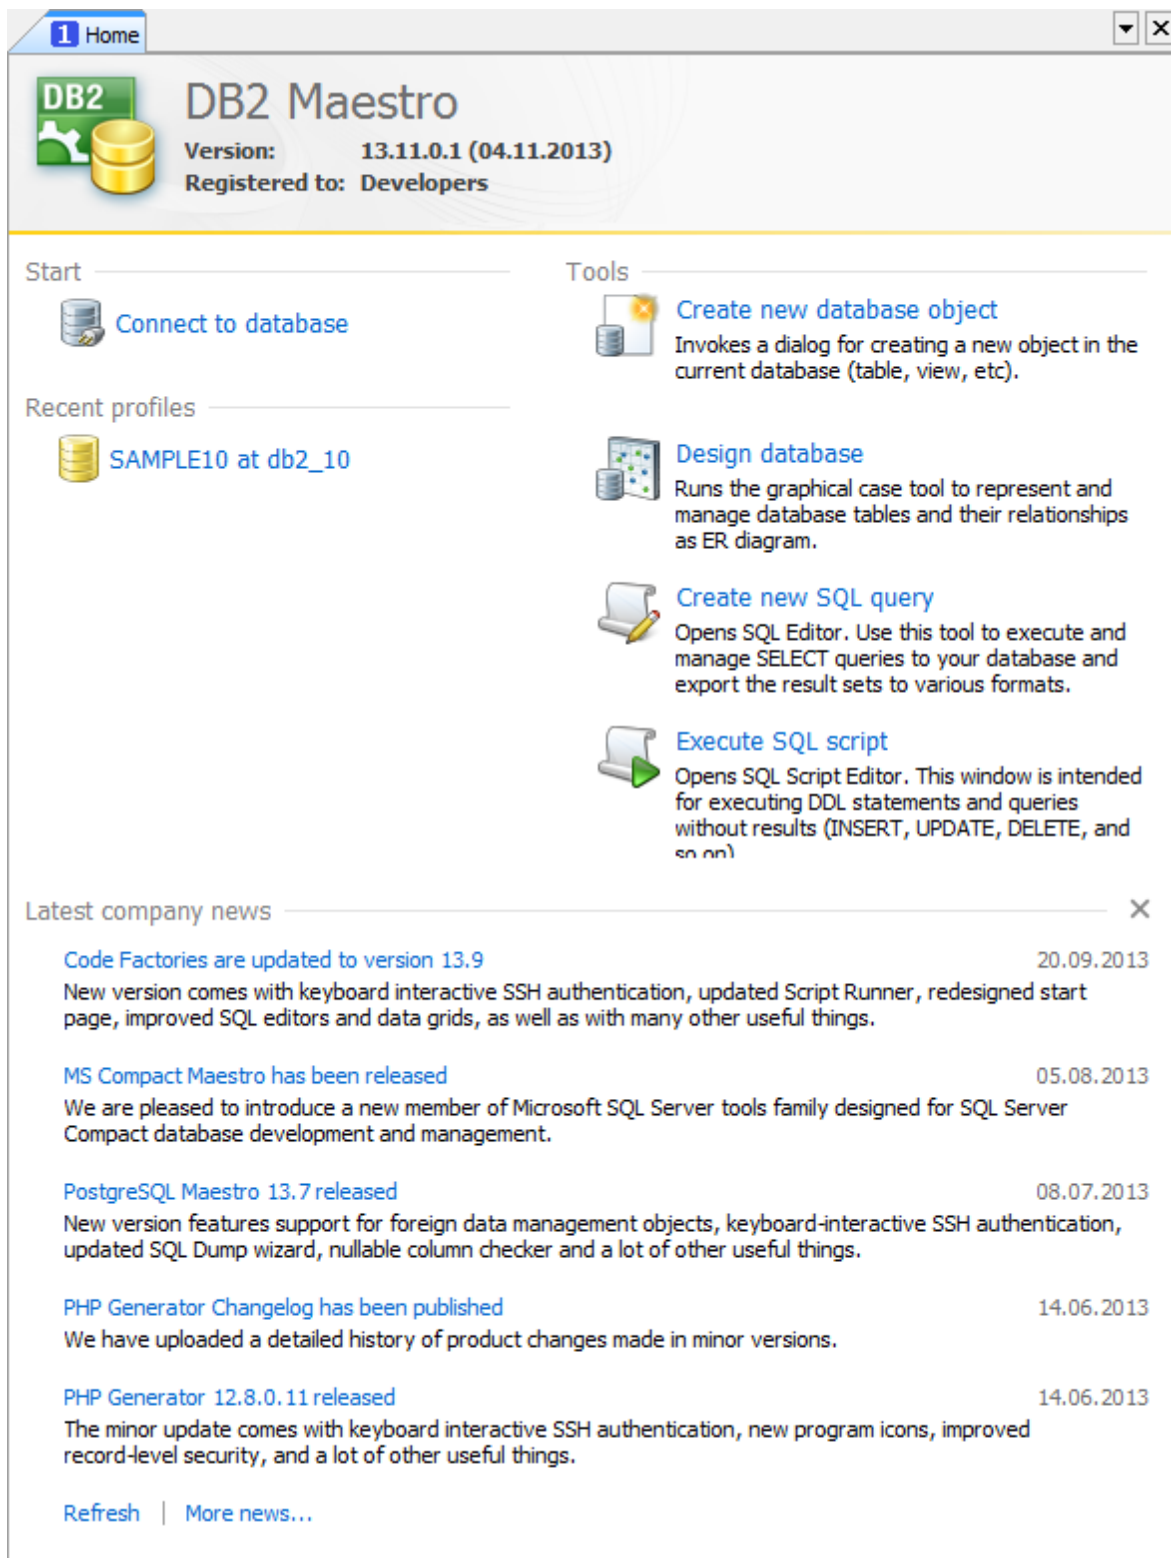 1 Home
DB2
DB2 Maestro
Version: 13.11.0.1 (04.11.2013)
Registered to: Developers
Start
Connect to database
Recent profiles
SAMPLE10 at db2_10
Tools
Create new database object
Invokes a dialog for creating a new object in the
current database (table, view, etc).
Design database
Runs the graphical case tool to represent and
manage database tables and their relationships
as ER diagram.
Create new SQL query
Opens SQL Editor. Use this tool to execute and
manage SELECT queries to your database and
export the result sets to various formats.
Execute SQL script
Opens SQL Script Editor. This window is intended
for executing DDL statements and queries
without results (INSERT, UPDATE, DELETE, and
so on)
Latest company news
Code Factories are updated to version 13.9 20.09.2013
New version comes with keyboard interactive SSH authentication, updated Script Runner, redesigned start
page, improved SQL editors and data grids, as well as with many other useful things.
MS Compact Maestro has been released 05.08.2013
We are pleased to introduce a new member of Microsoft SQL Server tools family designed for SQL Server
Compact database development and management.
PostgreSQL Maestro 13.7 released 08.07.2013
New version features support for foreign data management objects, keyboard-interactive SSH authentication,
updated SQL Dump wizard, nullable column checker and a lot of other useful things.
PHP Generator Changelog has been published 14.06.2013
We have uploaded a detailed history of product changes made in minor versions.
PHP Generator 12.8.0.11 released 14.06.2013
The minor update comes with keyboard interactive SSH authentication, new program icons, improved
record-level security, and a lot of other useful things.
Refresh | More news...